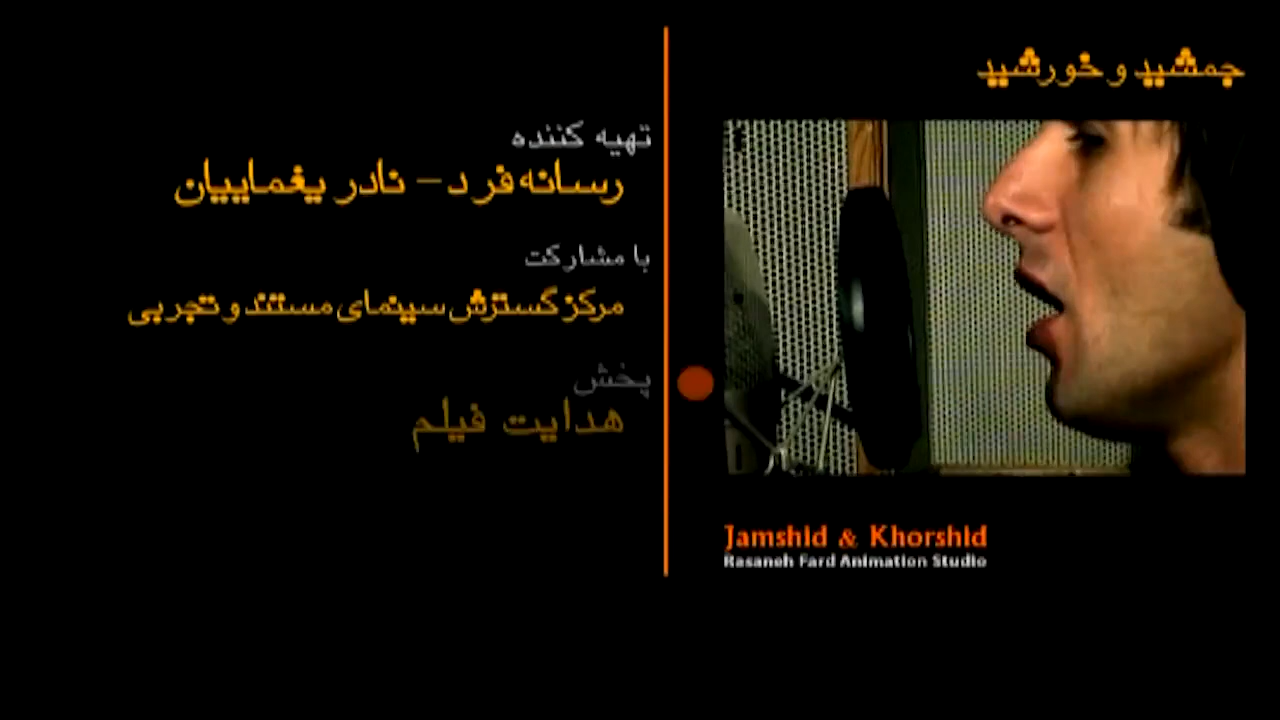 جمشید و خورشید
تهیه کننده
رسانه فرد - نادر یغماییان
با مشارکت
مرکز گسترش سینمای مستند و تجربی
پخش
هدایت فیلم
Jamshid & Khorshid
Rasaneh Fard Animation Studio